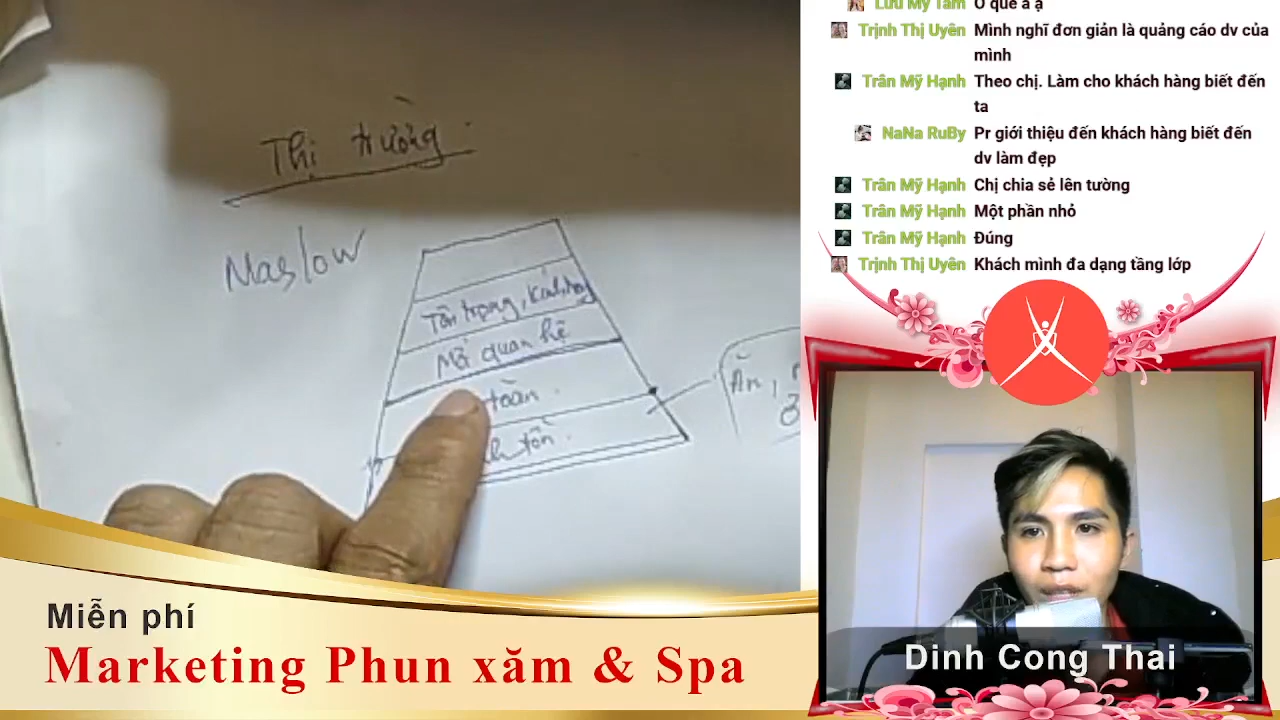 Thị trường
Maslow
Tôn trọng, kính trọng
Mối quan hệ
toàn
tồn
Ăn,
Miễn phí
Marketing Phun xăm & Spa
Lưu Mỹ Tâm Ô quê à ạ
Trịnh Thị Uyên Mình nghĩ đơn giản là quảng cáo dv của
mình
Trân Mỹ Hạnh Theo chị. Làm cho khách hàng biết đến
ta
NaNa RuBy Pr giới thiệu đến khách hàng biết đến
dv làm đẹp
Trân Mỹ Hạnh Chị chia sẻ lên tường
Trân Mỹ Hạnh Một phần nhỏ
Trân Mỹ Hạnh Đúng
Trịnh Thị Uyên Khách mình đa dạng tầng lớp
Dinh Cong Thai